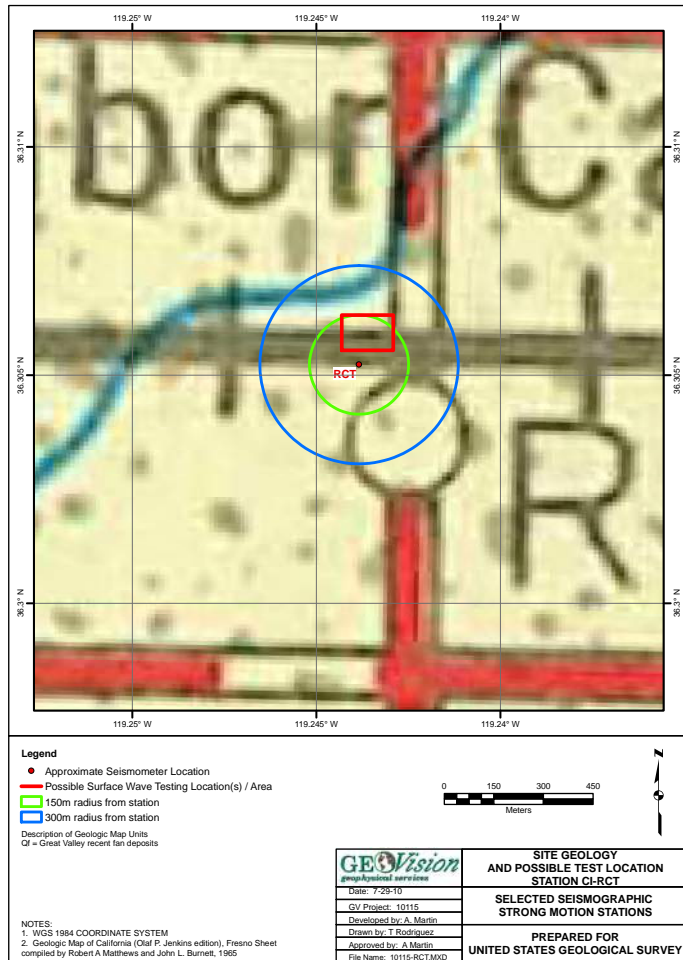 119.25° W
119.245° W
119.24° W
36.31° N
36.31° N
bor
C
RCT
36.305° N
36.305° N
R
36.3° N
36.3° N
119.25° W
119.245° W
119.24° W
Legend
Approximate Seismometer Location
Possible Surface Wave Testing Location(s) / Area
150m radius from station
300m radius from station
Description of Geologic Map Units
Qf = Great Valley recent fan deposits
0 150 300 450
Meters
N
NOTES:
1. WGS 1984 COORDINATE SYSTEM
2. Geologic Map of California (Olaf P. Jenkins edition), Fresno Sheet
compiled by Robert A Matthews and John L. Burnett, 1965
GEOVision
geophysical services
Date: 7-29-10
GV Project: 10115
Developed by: A. Martin
Drawn by: T Rodriguez
Approved by: A Martin
File Name: 10115-RCT.MXD
SITE GEOLOGY
AND POSSIBLE TEST LOCATION
STATION CI-RCT
SELECTED SEISMOGRAPHIC
STRONG MOTION STATIONS
PREPARED FOR
UNITED STATES GEOLOGICAL SURVEY